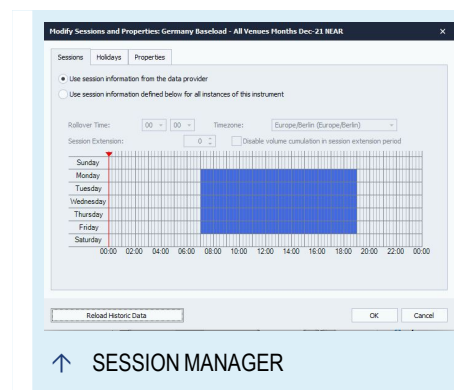 Modify Sessions and Properties: Germany Baseload - All Venues Months Dec-21 NEAR ×
Sessions Holidays Properties
Use session information from the data provider
Use session information defined below for all instances of this instrument
Rollover Time: 00 00 Timezone: Europe/Berlin (Europe/Berlin)
Session Extension: 0 Disable volume cumulation in session extension period
Sunday
Monday
Tuesday
Wednesday
Thursday
Friday
Saturday
00:00 02:00 04:00 06:00 08:00 10:00 12:00 14:00 16:00 18:00 20:00 22:00 00:00
Reload Historic Data OK Cancel
↑ SESSION MANAGER